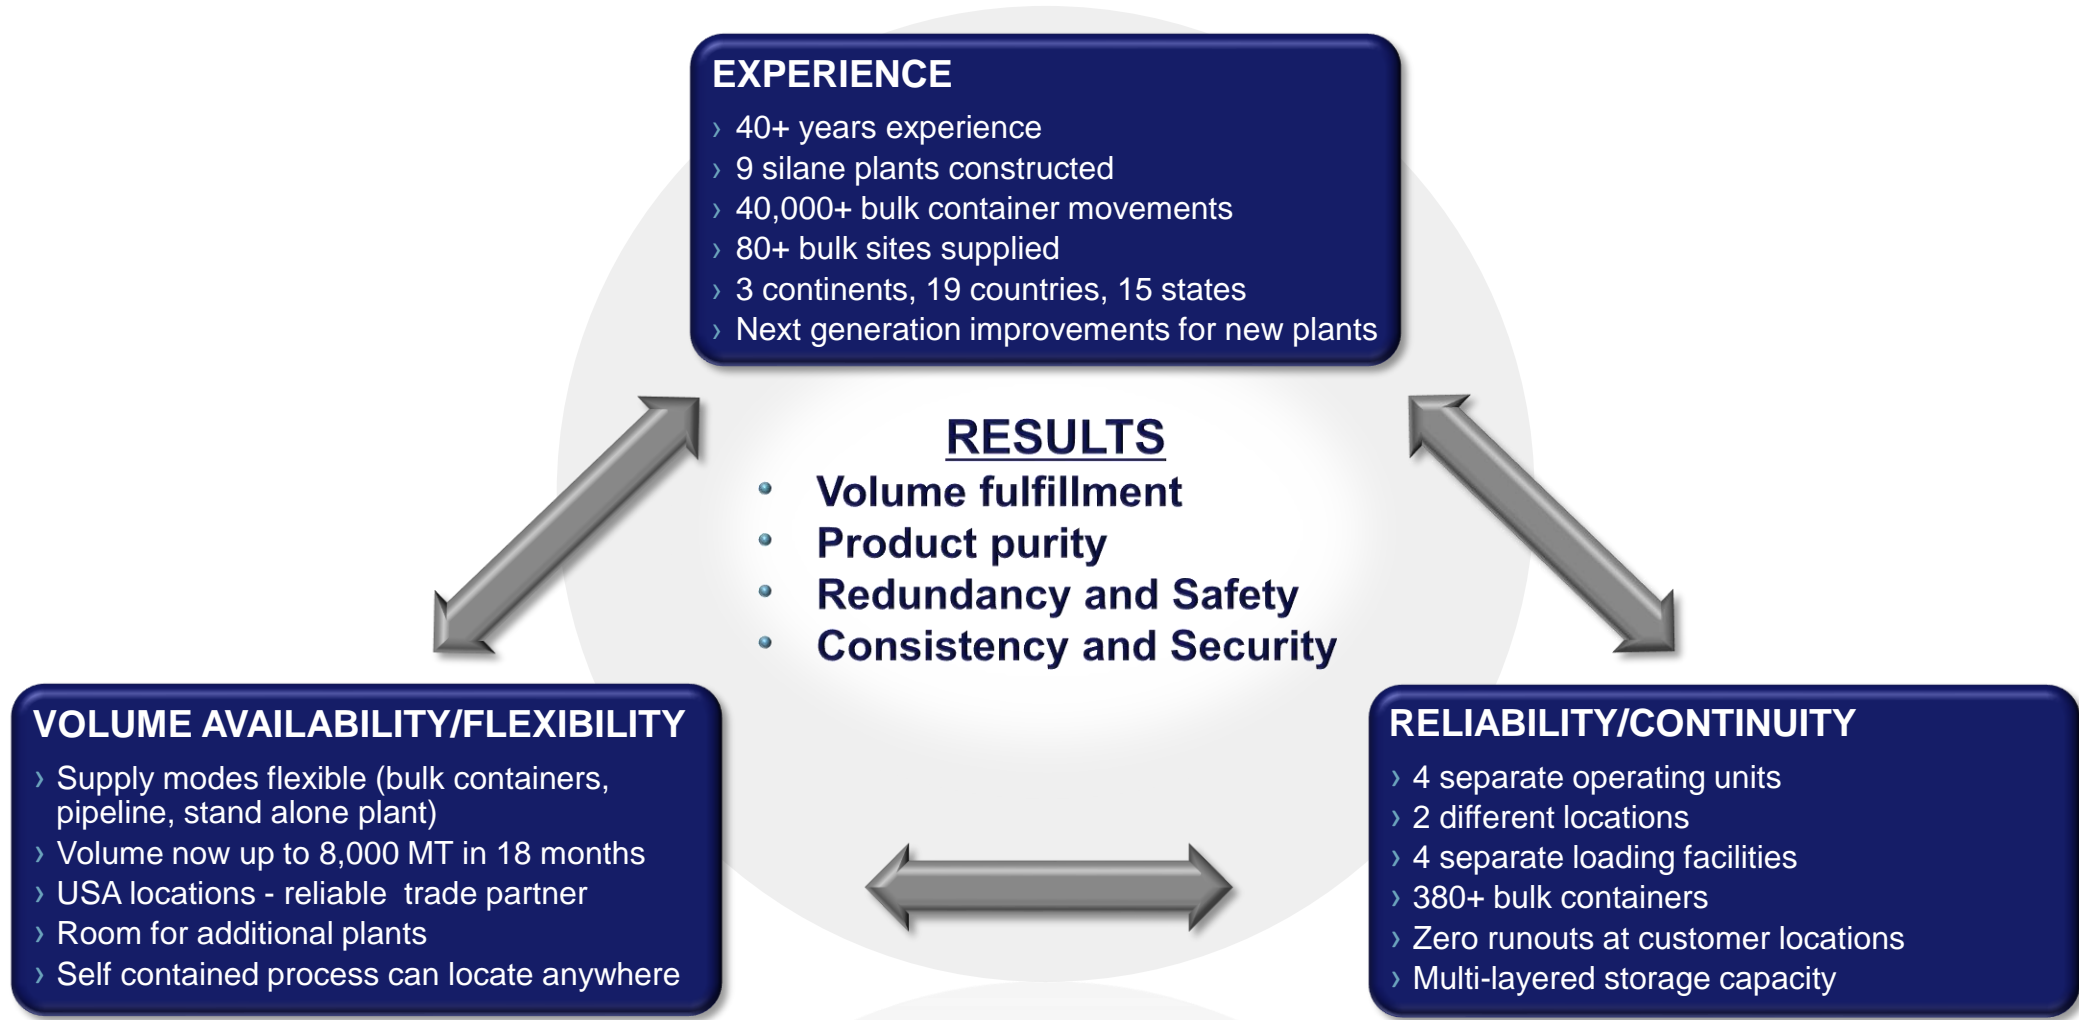 EXPERIENCE
› 40+ years experience
› 9 silane plants constructed
› 40,000+ bulk container movements
› 80+ bulk sites supplied
› 3 continents, 19 countries, 15 states
› Next generation improvements for new plants
RESULTS
• Volume fulfillment
• Product purity
• Redundancy and Safety
• Consistency and Security
VOLUME AVAILABILITY/FLEXIBILITY
› Supply modes flexible (bulk containers,
pipeline, stand alone plant)
› Volume now up to 8,000 MT in 18 months
› USA locations - reliable  trade partner
› Room for additional plants
› Self contained process can locate anywhere
RELIABILITY/CONTINUITY
› 4 separate operating units
› 2 different locations
› 4 separate loading facilities
› 380+ bulk containers
› Zero runouts at customer locations
› Multi-layered storage capacity